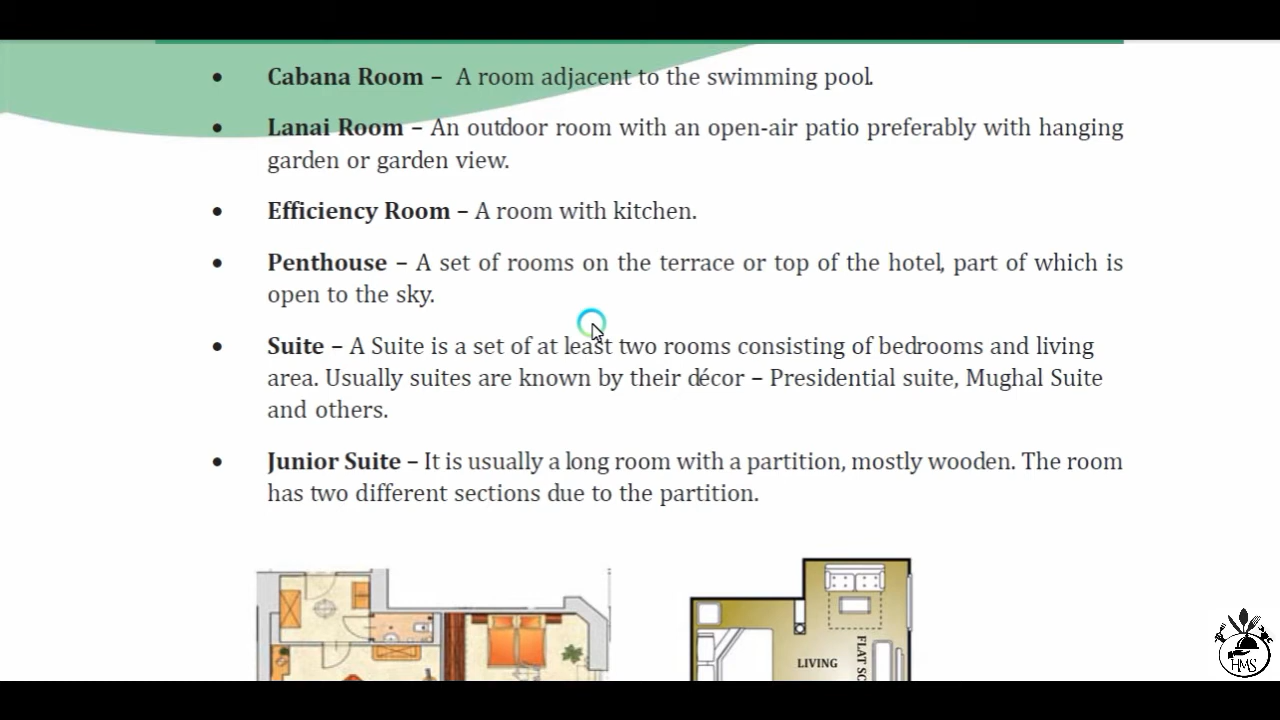 • Cabana Room – A room adjacent to the swimming pool.
• Lanai Room – An outdoor room with an open-air patio preferably with hanging
garden or garden view.
• Efficiency Room – A room with kitchen.
• Penthouse – A set of rooms on the terrace or top of the hotel, part of which is
open to the sky.
• Suite – A Suite is a set of at least two rooms consisting of bedrooms and living
area. Usually suites are known by their décor – Presidential suite, Mughal Suite
and others.
• Junior Suite – It is usually a long room with a partition, mostly wooden. The room
has two different sections due to the partition.
LIVING
FLAT SC
HMS